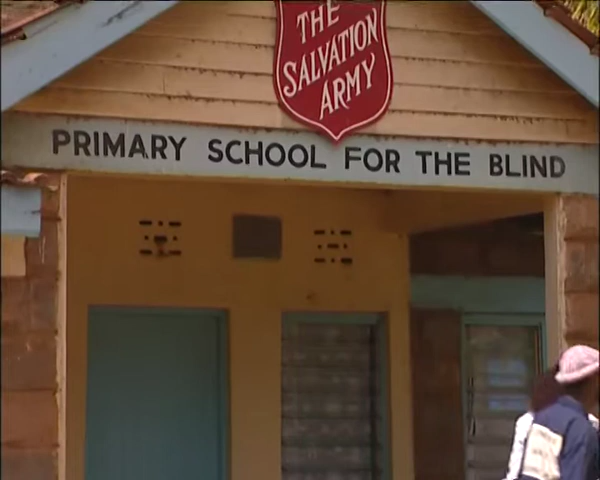 THE
SALVATION
ARMY
PRIMARY SCHOOL FOR THE BLIND